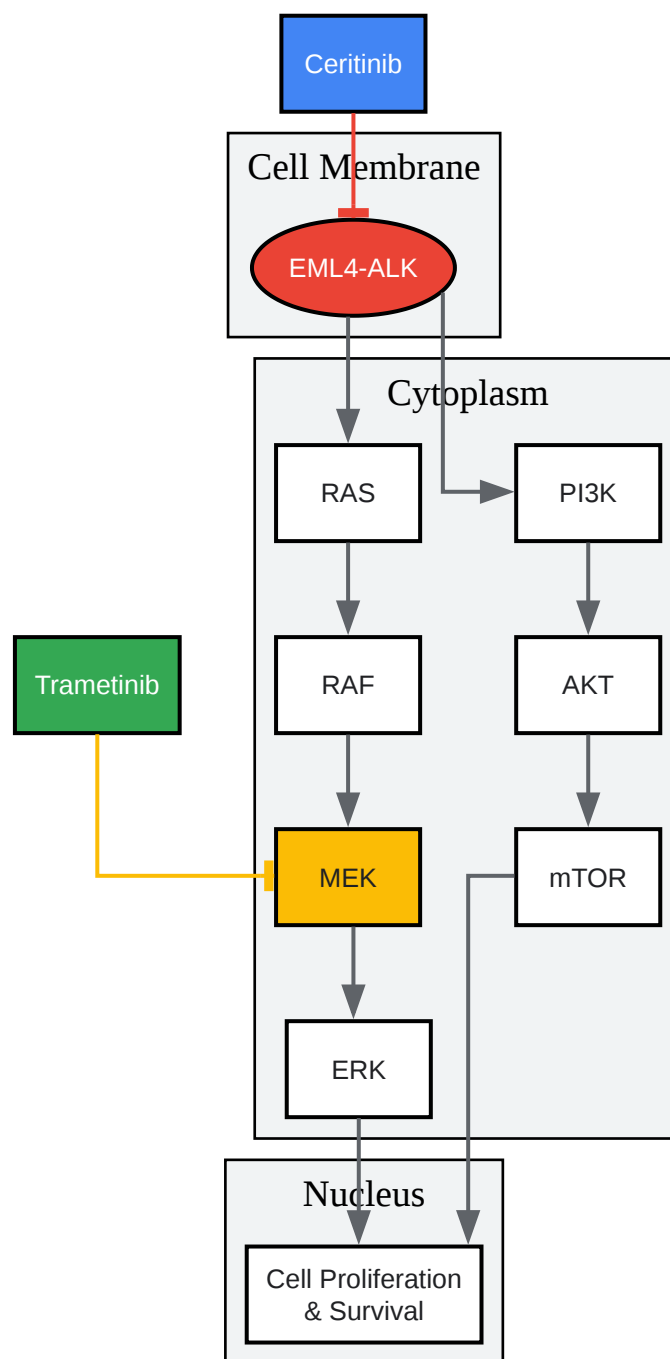 Ceritinib
Cell Membrane
EML4-ALK
Cytoplasm
RAS
PI3K
Trametinib
RAF
AKT
MEK
mTOR
ERK
Nucleus
Cell Proliferation
& Survival